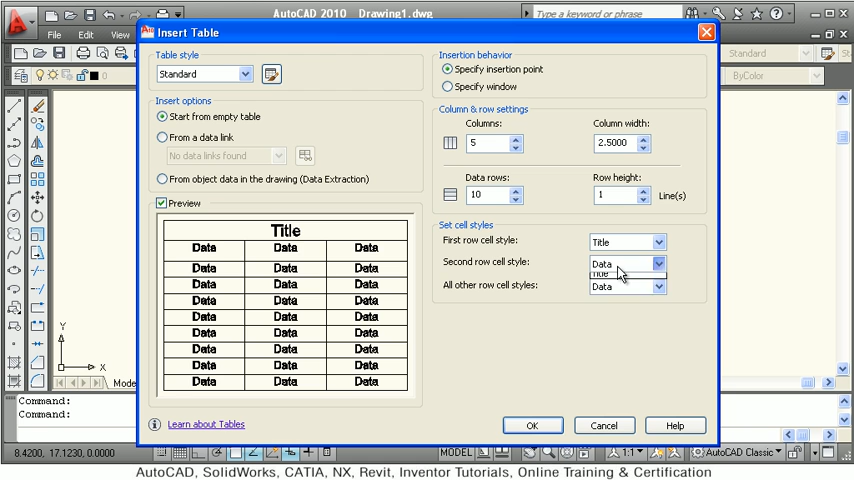 AutoCAD 2010 Drawing1.dwg
Type a keyword or phrase
Insert Table
File Edit View
Table style
Standard
Insert options
Start from empty table
From a data link
No data links found
From object data in the drawing (Data Extraction)
Preview
Title
Data Data Data
Data Data Data
Data Data Data
Data Data Data
Data Data Data
Data Data Data
Data Data Data
Data Data Data
Data Data Data
Learn about Tables
Insertion behavior
Specify insertion point
Specify window
Column & row settings
Columns: Column width:
5 2.5000
Data rows: Row height:
10 1 Line(s)
Set cell styles
First row cell style: Title
Second row cell style: Data
Title
All other row cell styles: Data
OK Cancel Help
Standard
ByColor
Y
X
Mode
Command:
Command:
8.4200, 17.1230, 0.0000 MODEL 1:1 AutoCAD Classic
AutoCAD, SolidWorks, CATIA, NX, Revit, Inventor Tutorials, Online Training & Certification